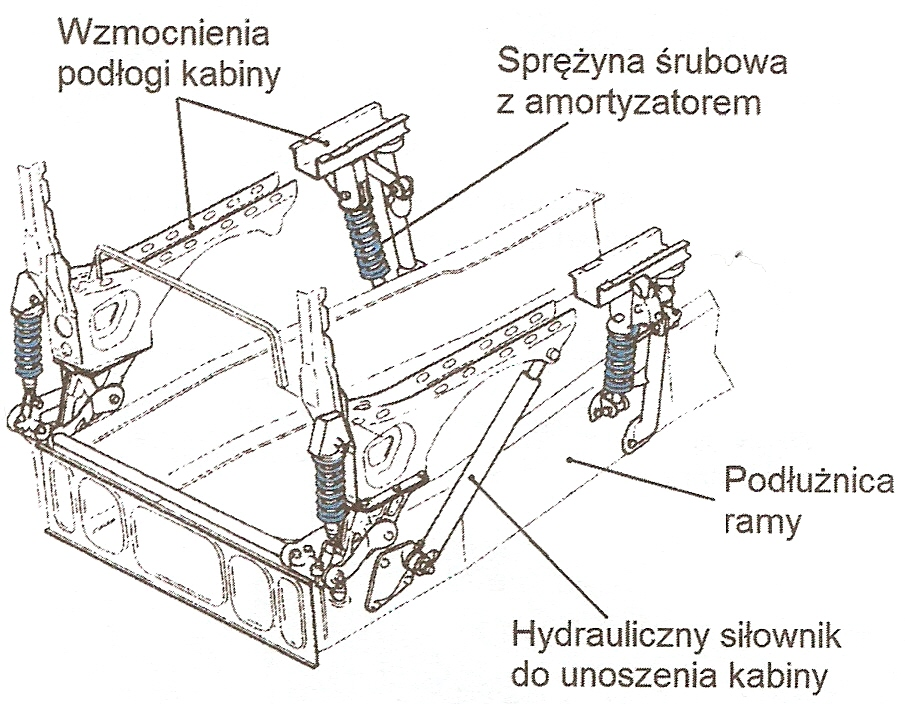 Wzmocnienia
podłogi kabiny
Sprężyna śrubowa
z amortyzatorem
Podłużnica
ramy
Hydrauliczny siłownik
do unoszenia kabiny